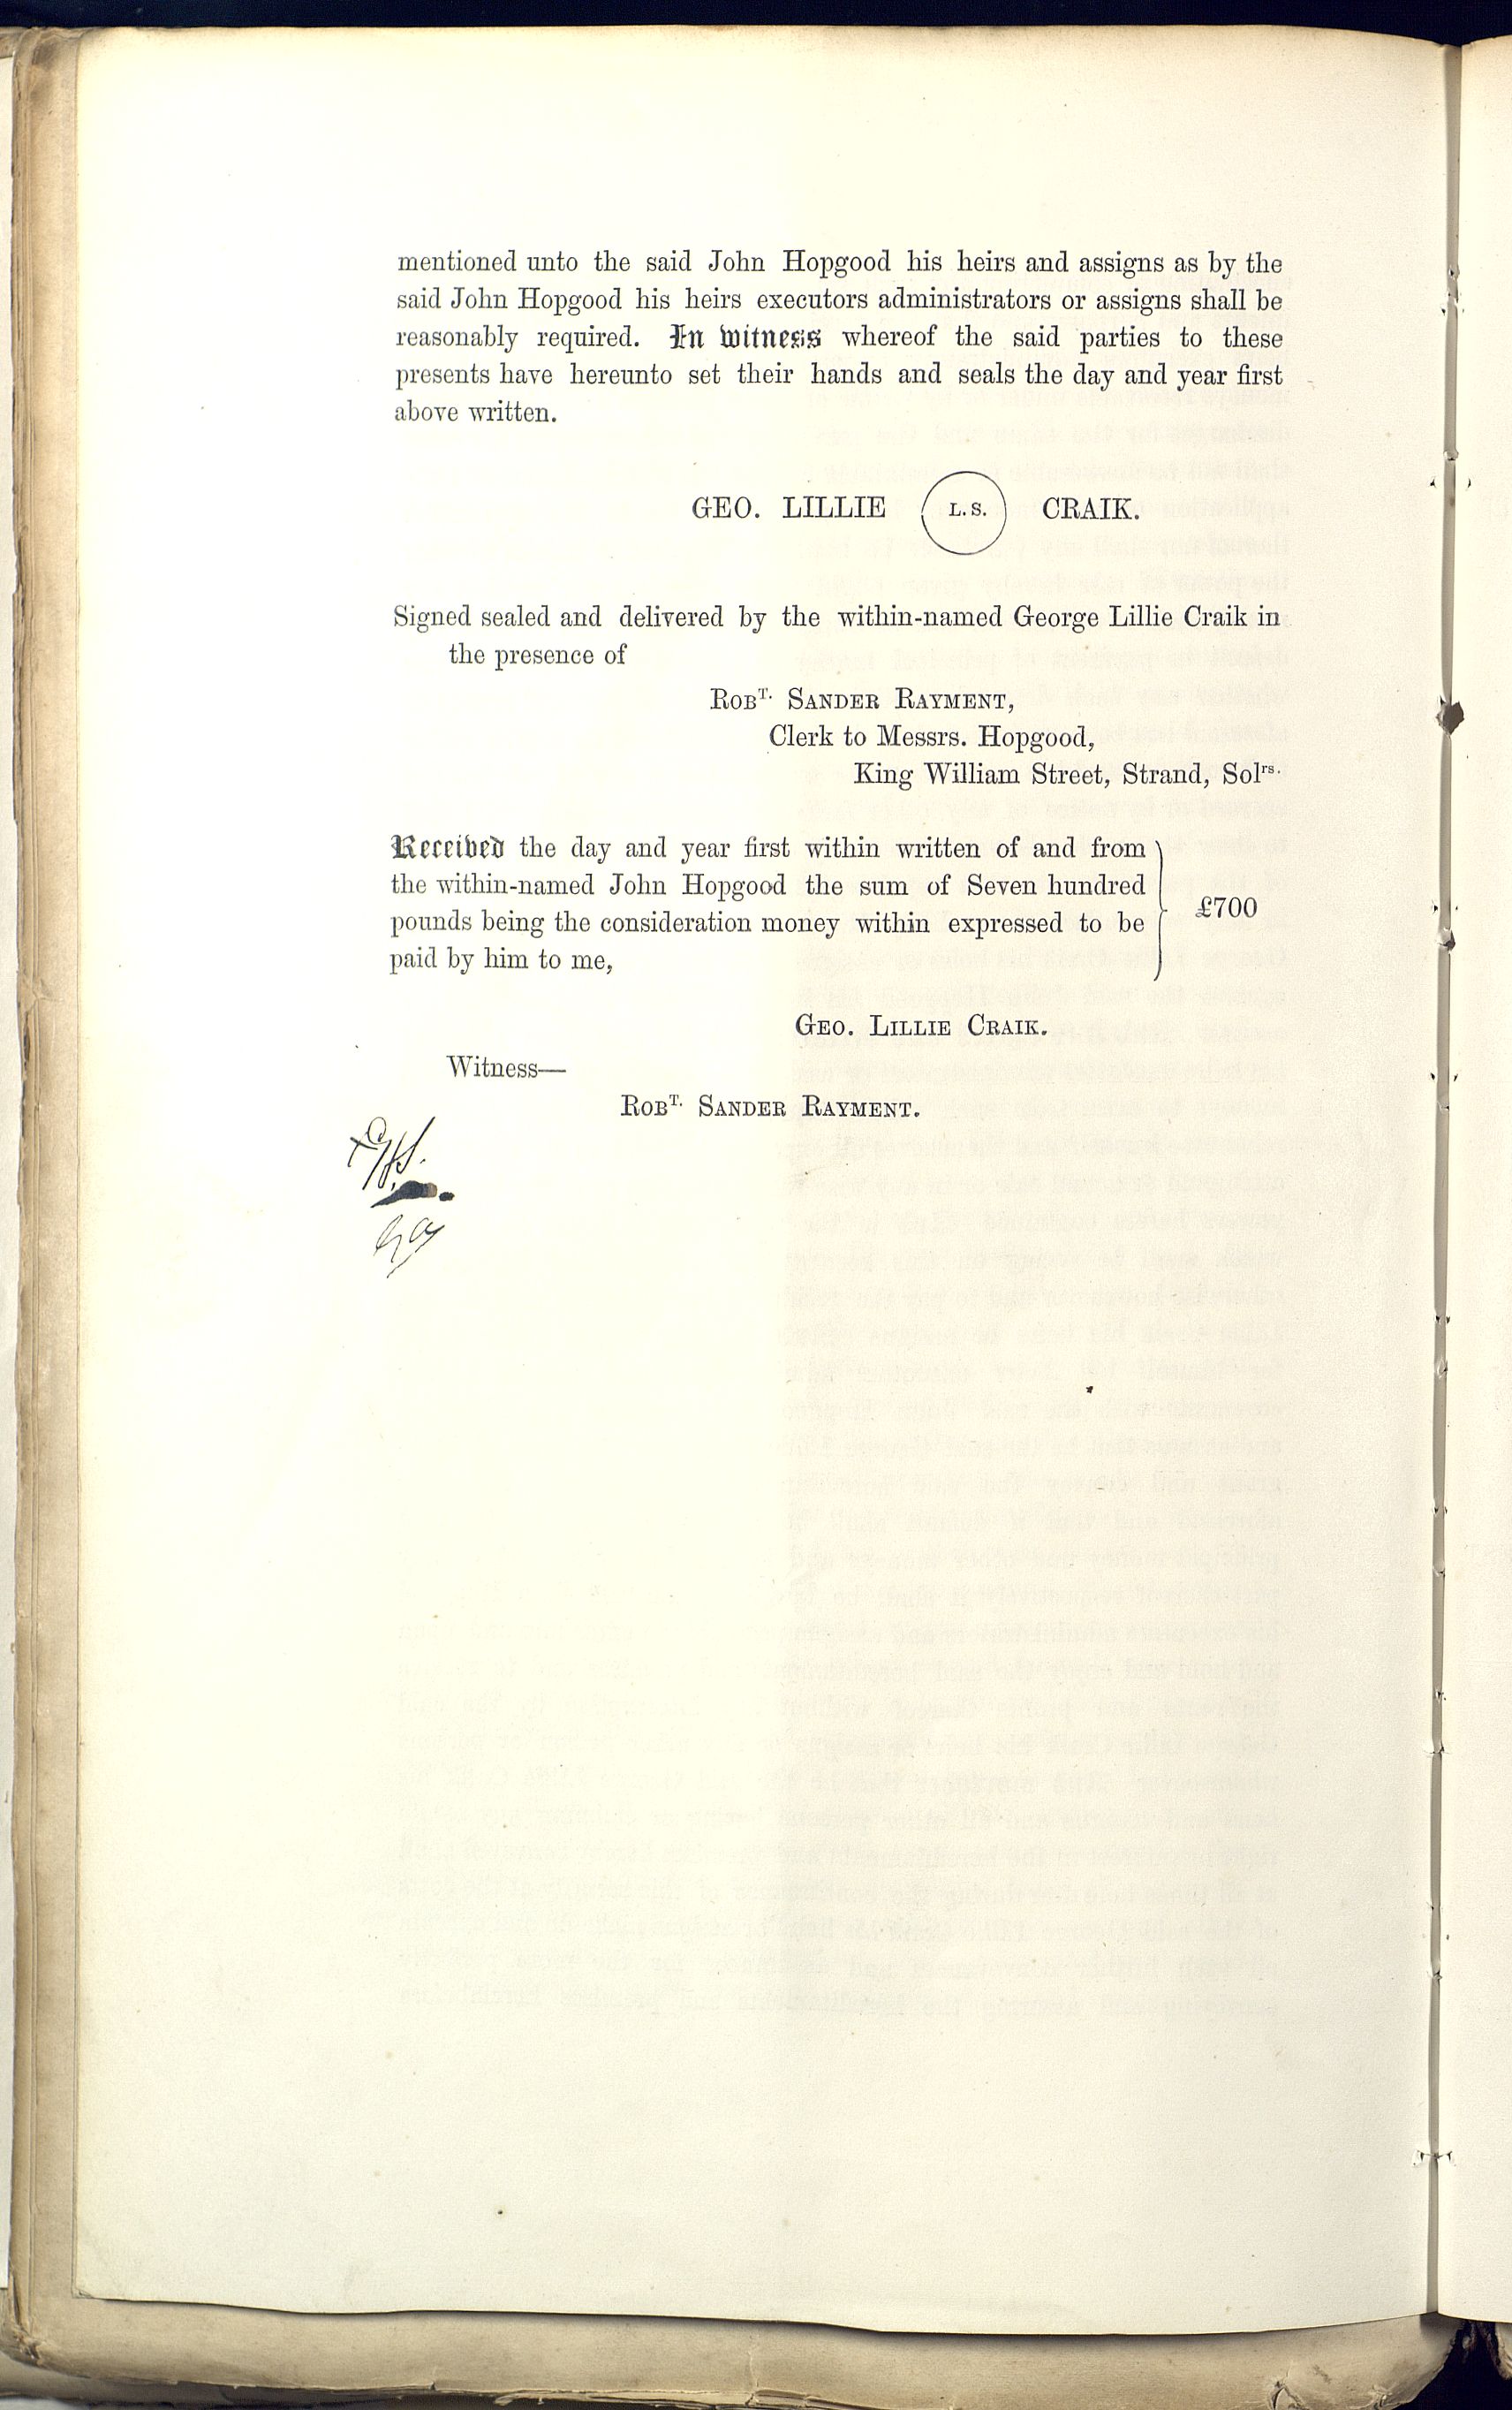 mentioned unto the said John Hopgood his heirs and assigns as by the
said John Hopgood his heirs executors administrators or assigns shall be
reasonably required. In witness whereof the said parties to these
presents have hereunto set their hands and seals the day and year first
above written.
GEO. LILLIE L.S. CRAIK.
Signed sealed and delivered by the within-named George Lillie Craik in
the presence of
ROBT. SANDER RAYMENT,
Clerk to Messrs. Hopgood,
King William Street, Strand, Solrs.
Received the day and year first within written of and from
the within-named John Hopgood the sum of Seven hundred
pounds being the consideration money within expressed to be
paid by him to me,
£700
GEO. LILLIE CRAIK.
Witness—
ROBT. SANDER RAYMENT.